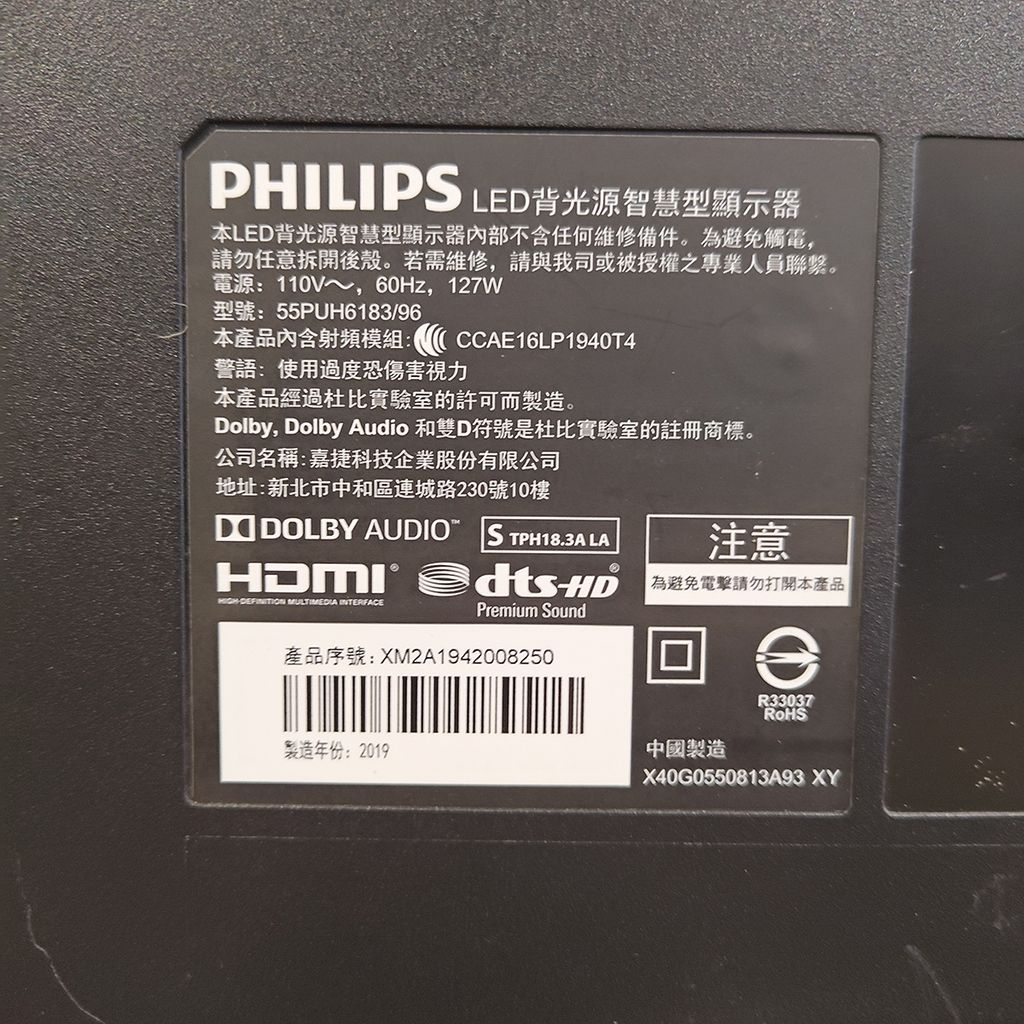 PHILIPS LED背光源智慧型顯示器
本LED背光源智慧型顯示器內部不含任何維修備件。為避免觸電,
請勿任意拆開後殼。若需維修,請與我司或被授權之專業人員聯繫。
電源: 110V～, 60Hz, 127W
型號: 55PUH6183/96
本產品內含射頻模組: CCAE16LP1940T4
警語: 使用過度恐傷害視力
本產品經過杜比實驗室的許可而製造。
Dolby, Dolby Audio 和雙D符號是杜比實驗室的註冊商標。
公司名稱:嘉捷科技企業股份有限公司
地址:新北市中和區連城路230號10樓
DOLBY AUDIO™
S TPH18.3A LA
注意
為避免電擊請勿打開本產品
HDMI®
HIGH-DEFINITION MULTIMEDIA INTERFACE
dts-HD®
Premium Sound
產品序號: XM2A1942008250
製造年份: 2019
R33037
RoHS
中國製造
X40G0550813A93 XY